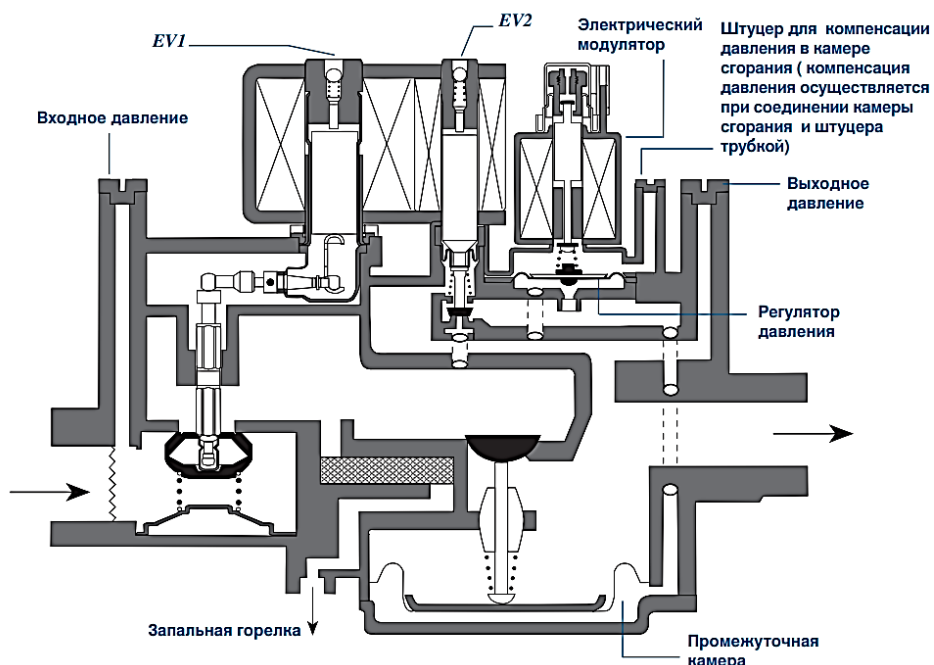 EV1
EV2
Электрический
модулятор
Штуцер для компенсации
давления в камере
сгорания ( компенсация
давления осуществляется
при соединении камеры
сгорания и штуцера
трубкой)
Входное давление
Выходное
давление
Регулятор
давления
Запальная горелка
Промежуточная
камера